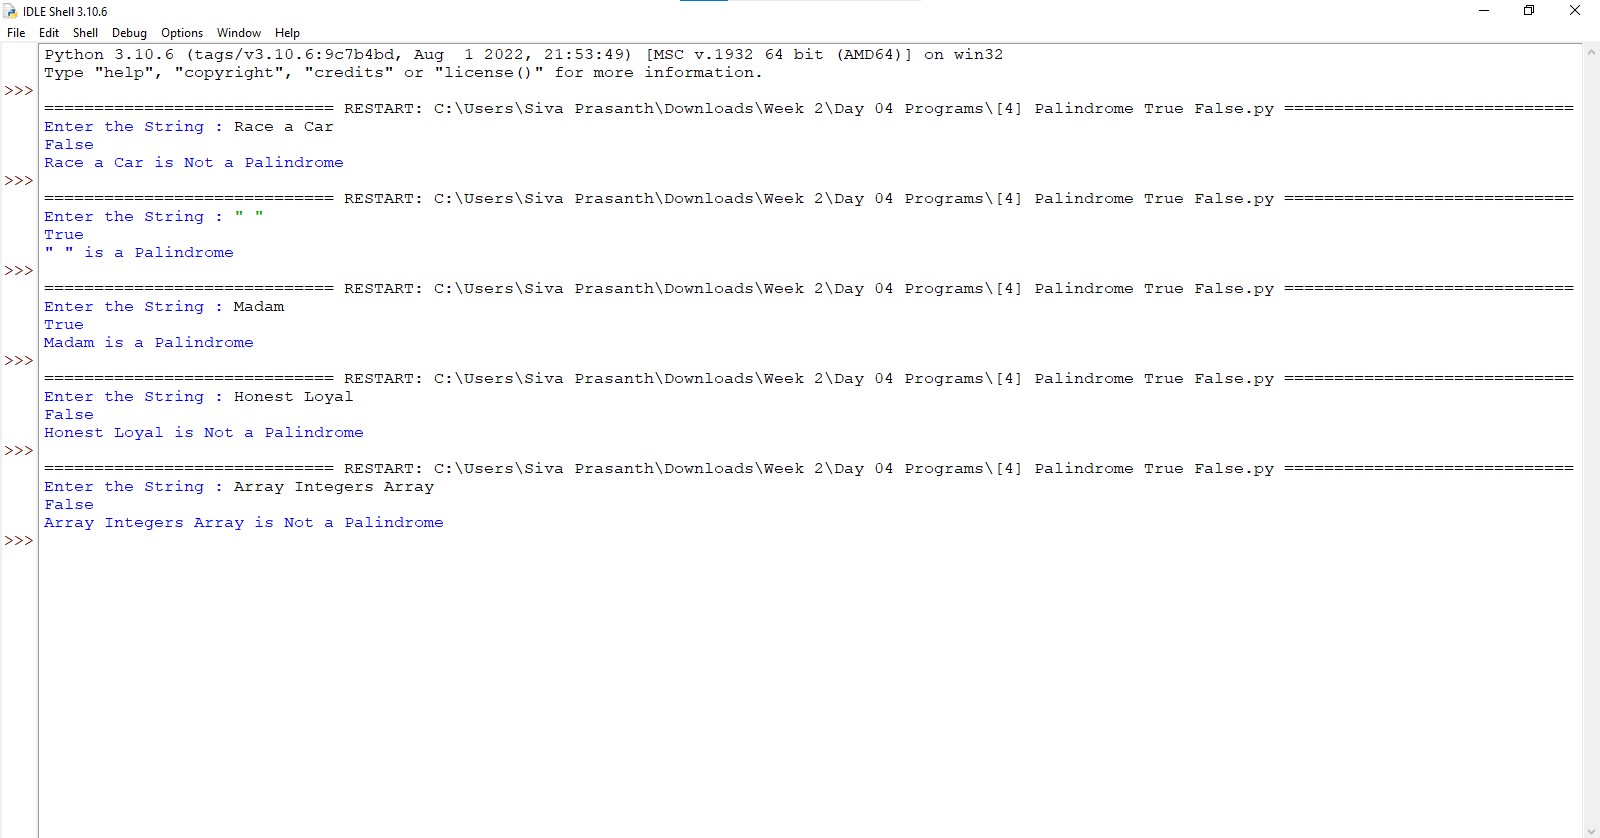 IDLE Shell 3.10.6
File Edit Shell Debug Options Window Help
Python 3.10.6 (tags/v3.10.6:9c7b4bd, Aug  1 2022, 21:53:49) [MSC v.1932 64 bit (AMD64)] on win32
Type "help", "copyright", "credits" or "license()" for more information.
>>>
============================= RESTART: C:\Users\Siva Prasanth\Downloads\Week 2\Day 04 Programs\[4] Palindrome True False.py =============================
Enter the String : Race a Car
False
Race a Car is Not a Palindrome
>>>
============================= RESTART: C:\Users\Siva Prasanth\Downloads\Week 2\Day 04 Programs\[4] Palindrome True False.py =============================
Enter the String : " "
True
" " is a Palindrome
>>>
============================= RESTART: C:\Users\Siva Prasanth\Downloads\Week 2\Day 04 Programs\[4] Palindrome True False.py =============================
Enter the String : Madam
True
Madam is a Palindrome
>>>
============================= RESTART: C:\Users\Siva Prasanth\Downloads\Week 2\Day 04 Programs\[4] Palindrome True False.py =============================
Enter the String : Honest Loyal
False
Honest Loyal is Not a Palindrome
>>>
============================= RESTART: C:\Users\Siva Prasanth\Downloads\Week 2\Day 04 Programs\[4] Palindrome True False.py =============================
Enter the String : Array Integers Array
False
Array Integers Array is Not a Palindrome
>>>